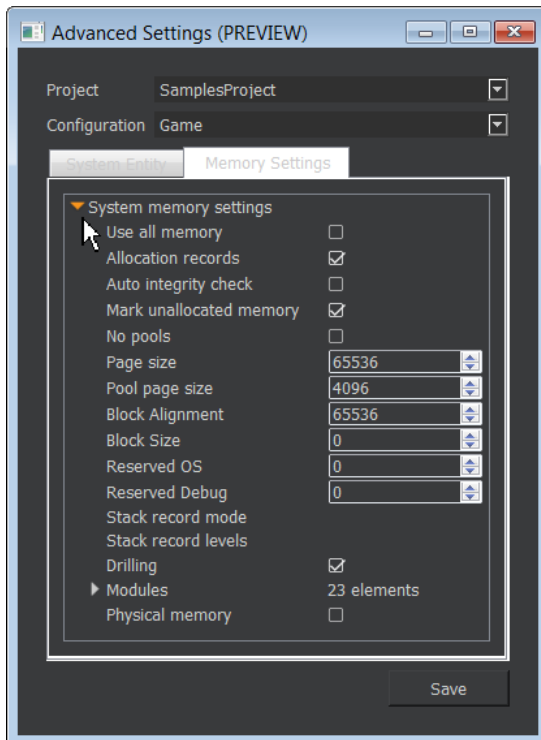 Advanced Settings (PREVIEW)
Project SamplesProject
Configuration Game
System Entity Memory Settings
System memory settings
Use all memory
Allocation records
Auto integrity check
Mark unallocated memory
No pools
Page size 65536
Pool page size 4096
Block Alignment 65536
Block Size 0
Reserved OS 0
Reserved Debug 0
Stack record mode
Stack record levels
Drilling
Modules 23 elements
Physical memory
Save